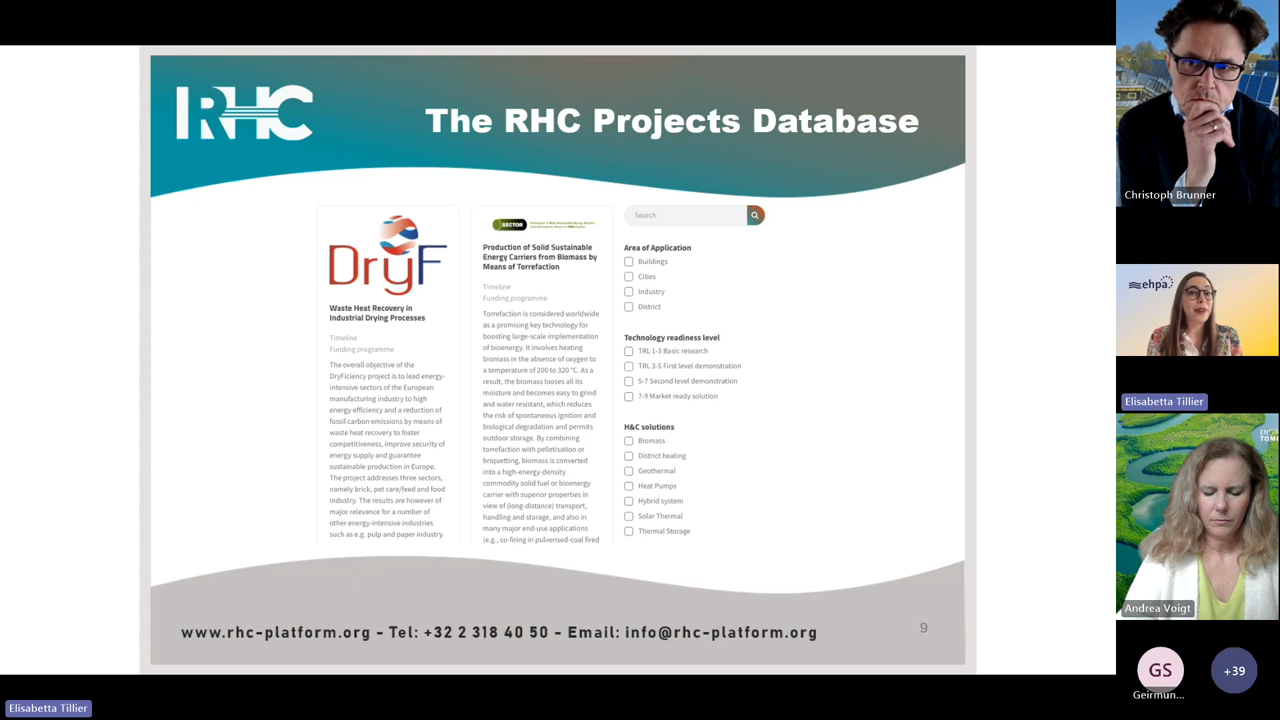 RHC
The RHC Projects Database
DryF
Waste Heat Recovery in
Industrial Drying Processes
Timeline
Funding programme
The overall objective of the
DryFiciency project is to lead energy-
intensive sectors of the European
manufacturing industry to high
energy efficiency and a reduction of
fossil carbon emissions by means of
waste heat recovery to foster
competitiveness, improve security of
energy supply and guarantee
sustainable production in Europe.
The project addresses three sectors,
namely brick, pet care/feed and food
industry. The results are however of
major relevance for a number of
other energy-intensive industries
such as e.g. pulp and paper industry.
SECTOR
Production of Solid Sustainable
Energy Carriers from Biomass by
Means of Torrefaction
Timeline
Funding programme
Torrefaction is considered worldwide
as a promising key technology for
boosting large-scale implementation
of bioenergy. It involves heating
biomass in the absence of oxygen to
a temperature of 200 to 320 °C. As a
result, the biomass looses all its
moisture and becomes easy to grind
and water resistant, which reduces
the risk of spontaneous ignition and
biological degradation and permits
outdoor storage. By combining
torrefaction with pelletisation or
briquetting, biomass is converted
into a high-energy-density
commodity solid fuel or bioenergy
carrier with superior properties in
view of (long-distance) transport,
handling and storage, and also in
many major end-use applications
(e.g., co-firing in pulverised-coal fired
Search
Area of Application
Buildings
Cities
Industry
District
Technology readiness level
TRL 1-3 Basic research
TRL 3-5 First level demonstration
5-7 Second level demonstration
7-9 Market ready solution
H&C solutions
Biomass
District heating
Geothermal
Heat Pumps
Hybrid system
Solar Thermal
Thermal Storage
www.rhc-platform.org - Tel: +32 2 318 40 50 - Email: info@rhc-platform.org
9
Elisabetta Tillier
Christoph Brunner
ehpa
Elisabetta Tillier
Andrea Voigt
GS
Geirmun...
+39